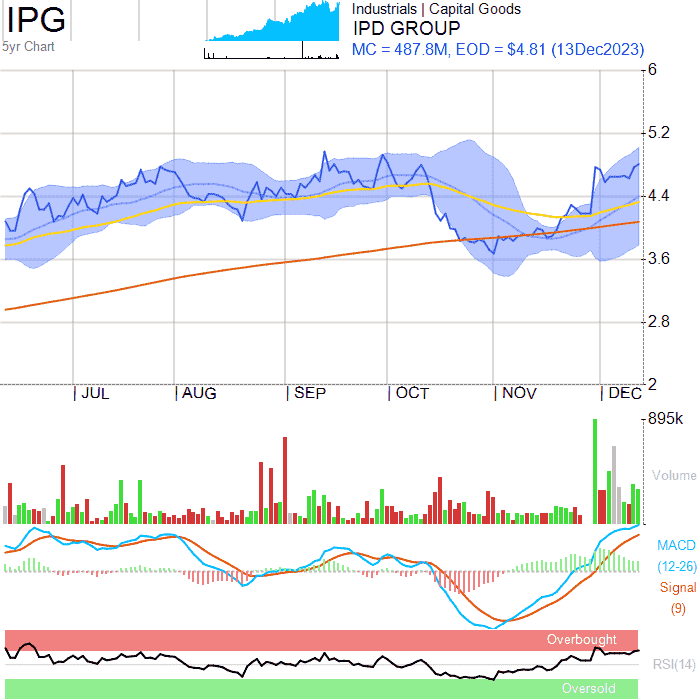 IPG
5yr Chart
Industrials | Capital Goods
IPD GROUP
MC = 487.8M, EOD = $4.81 (13Dec2023)
6
5.2
4.4
3.6
2.8
2
| JUL | AUG | SEP | OCT | NOV | DEC
895k
Volume
MACD
(12-26)
Signal
(9)
Overbought
RSI(14)
Oversold